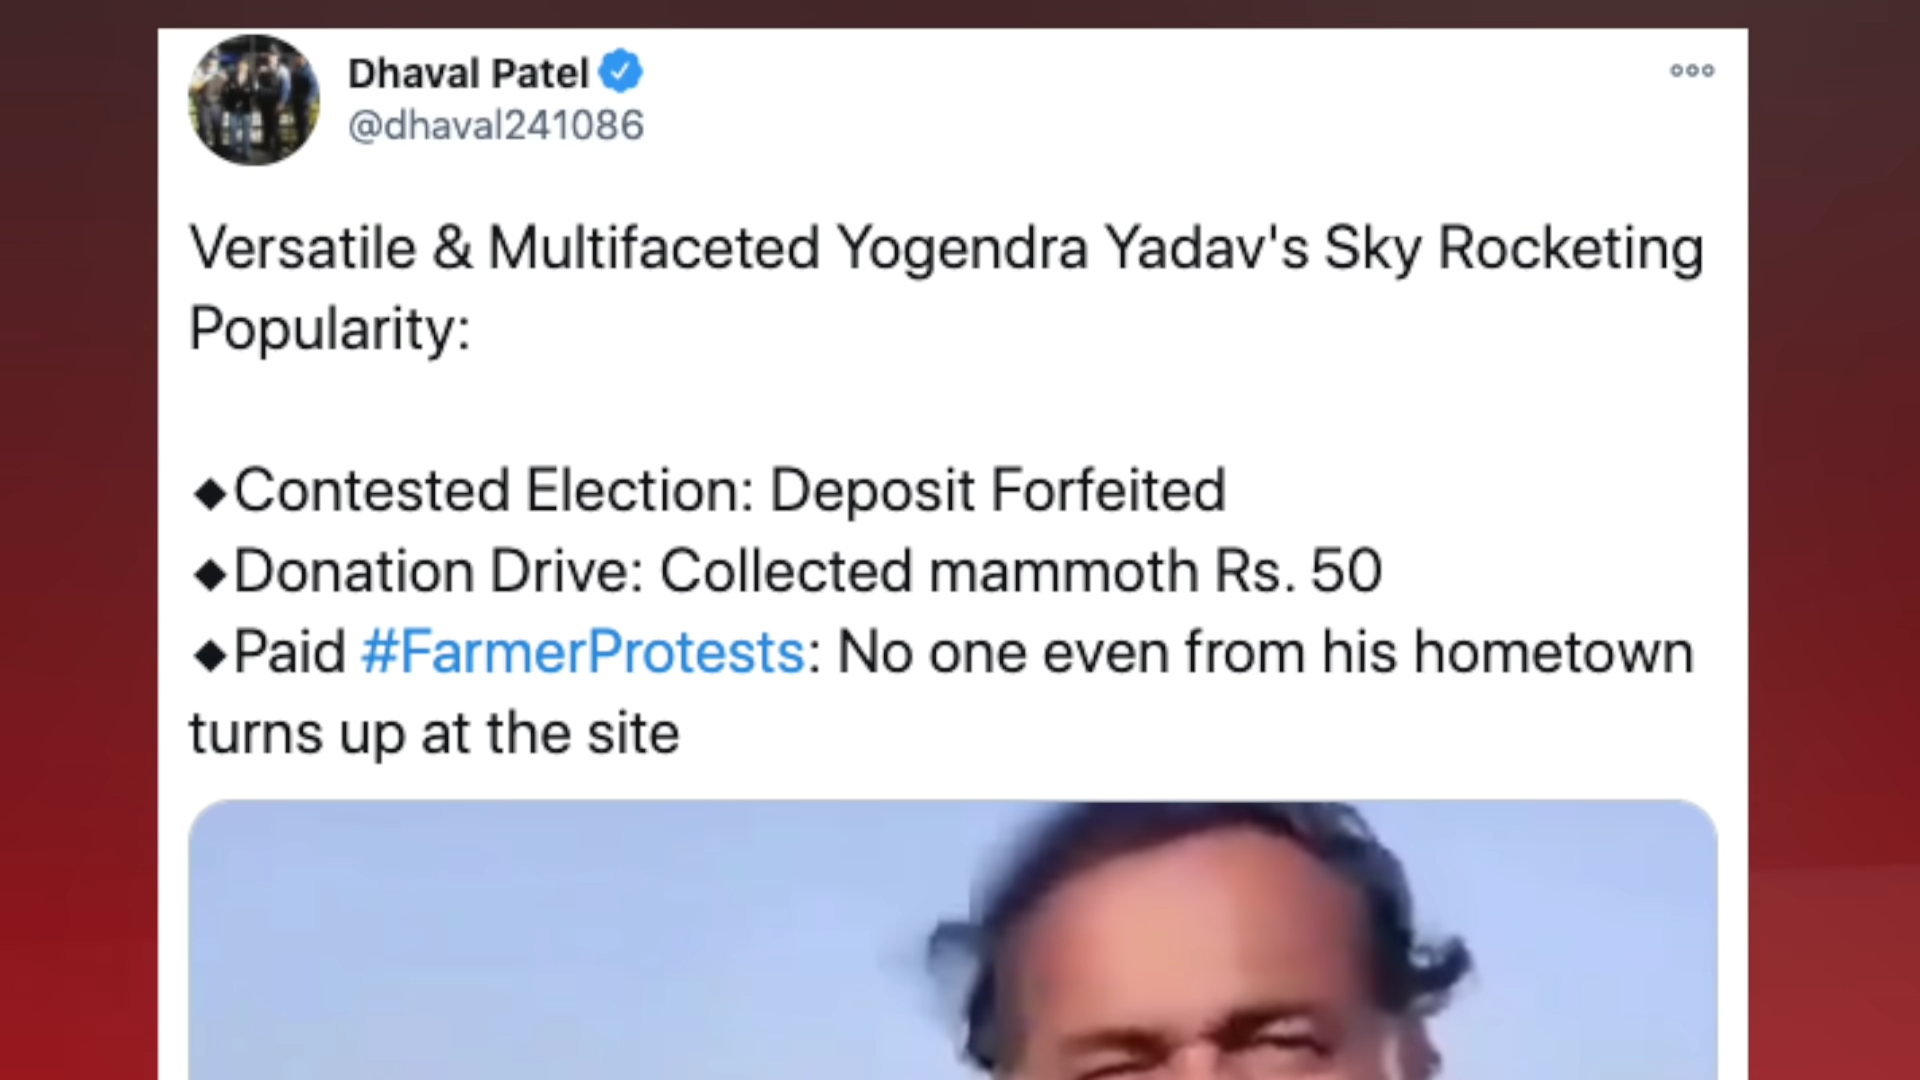 Dhaval Patel
@dhaval241086
Versatile & Multifaceted Yogendra Yadav's Sky Rocketing
Popularity:
◆Contested Election: Deposit Forfeited
◆Donation Drive: Collected mammoth Rs. 50
◆Paid #FarmerProtests: No one even from his hometown
turns up at the site